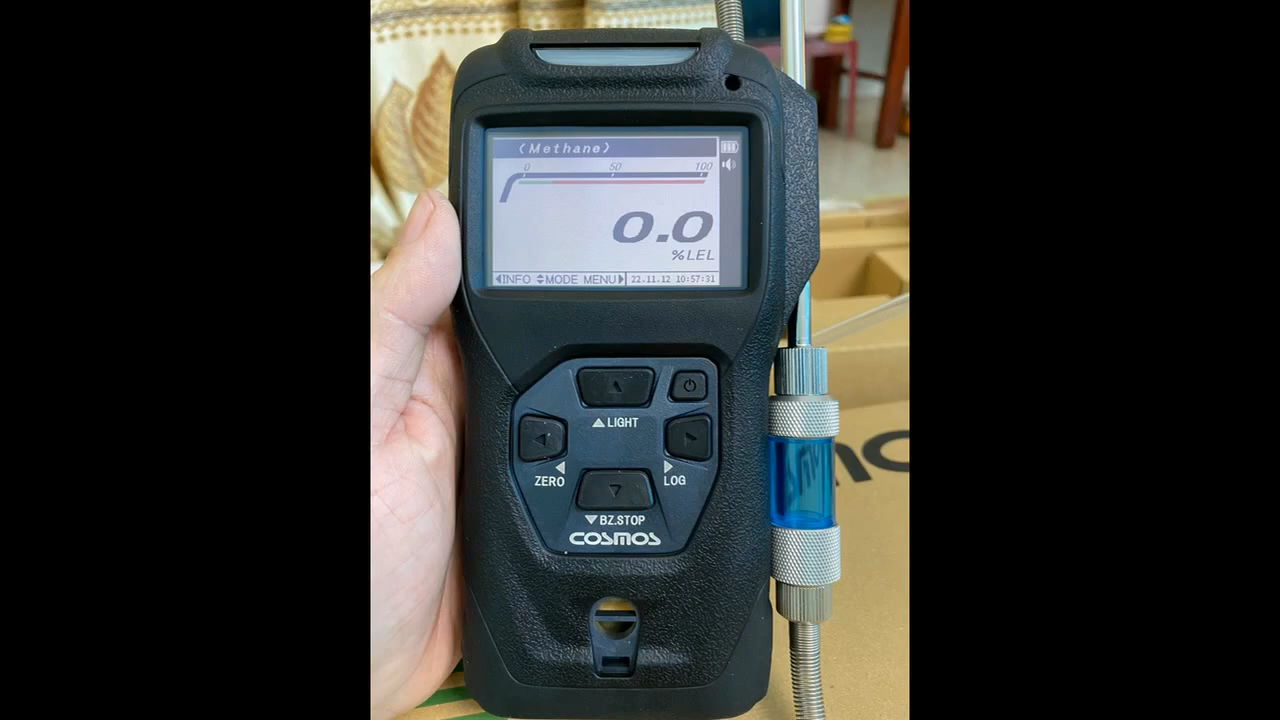 <Methane>
0 50 100
0.0
%LEL
◀INFO ◆MODE MENU▶ 22.11.12 10:57:31
▲LIGHT
◀ ZERO
▶ LOG
▼BZ.STOP
COSMOS